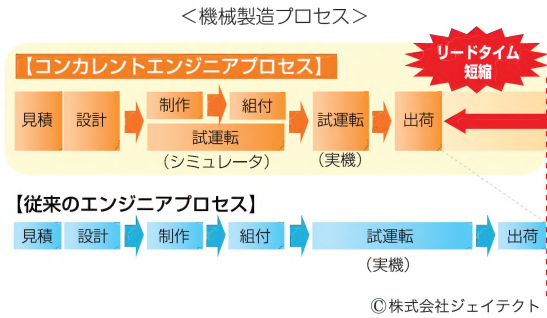 ＜機械製造プロセス＞
リードタイム
短縮
【コンカレントエンジニアプロセス】
見積
設計
制作
組付
試運転
(シミュレータ)
試運転
(実機)
出荷
【従来のエンジニアプロセス】
見積
設計
制作
組付
試運転
(実機)
出荷
©株式会社ジェイテクト